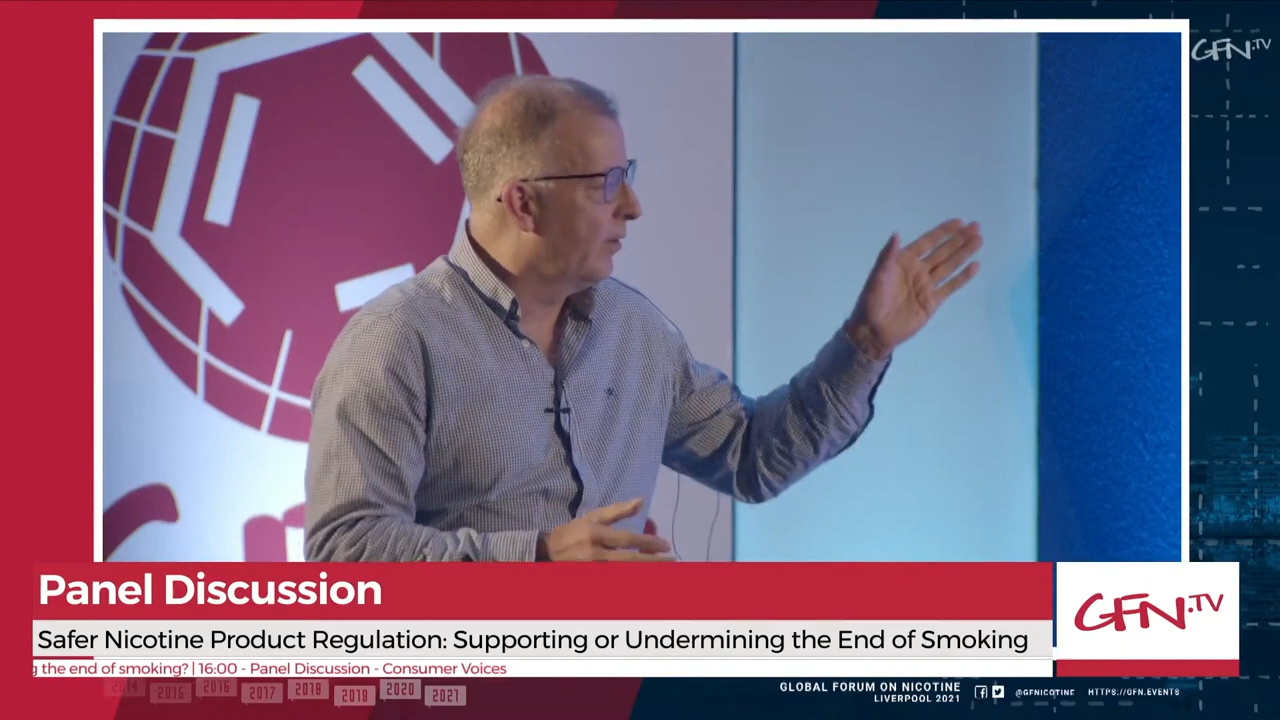 GFN.TV
Panel Discussion
Safer Nicotine Product Regulation: Supporting or Undermining the End of Smoking
GFN.TV
g the end of smoking? | 16:00 - Panel Discussion - Consumer Voices
2014 2015 2016 2017 2018 2019 2020 2021
GLOBAL FORUM ON NICOTINE
LIVERPOOL 2021
@GFNICOTINE HTTPS://GFN.EVENTS